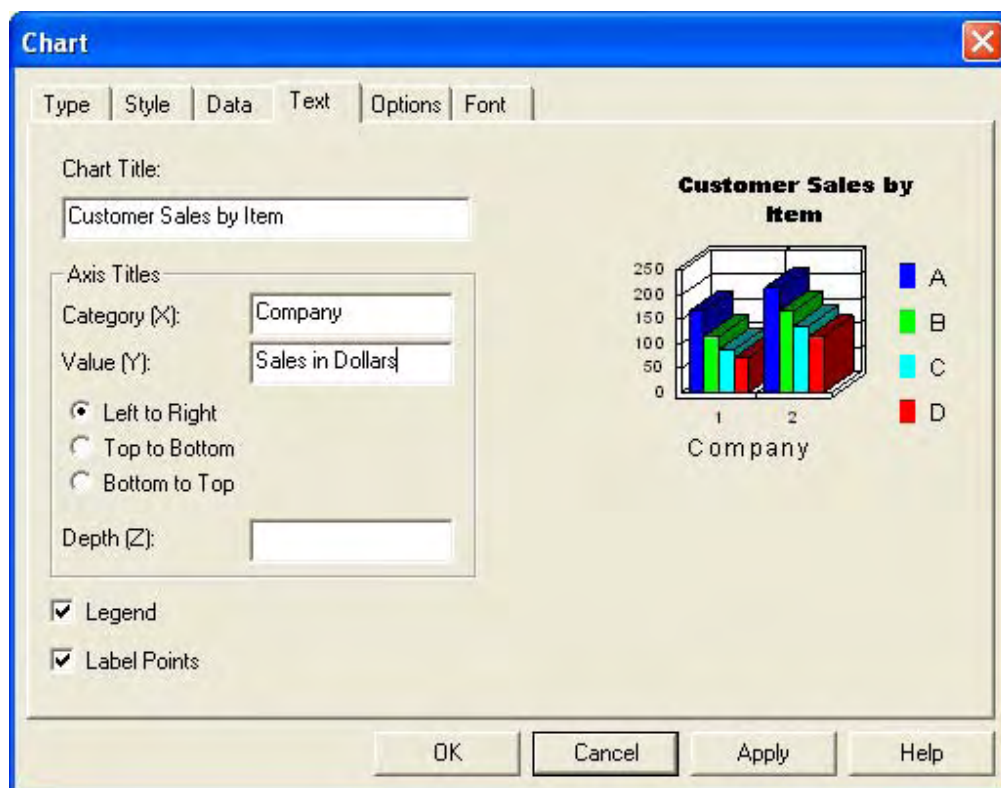 Chart
Type Style Data Text Options Font
Chart Title:
Customer Sales by Item
Axis Titles
Category (X): Company
Value (Y): Sales in Dollars
Left to Right
Top to Bottom
Bottom to Top
Depth (Z):
Legend
Label Points
Customer Sales by
Item
250
200
150
100
50
0
1 2
Company
A
B
C
D
OK Cancel Apply Help